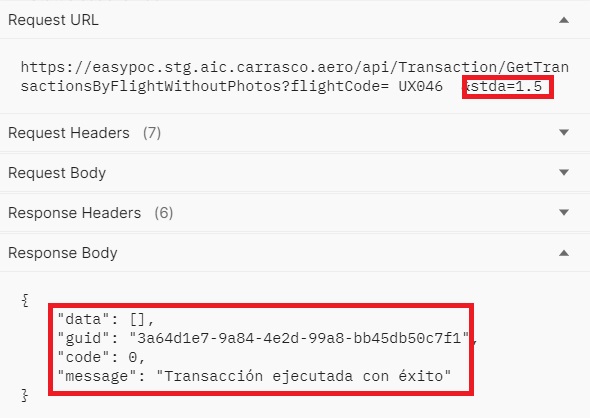 Request URL
https://easypoc.stg.aic.carrasco.aero/api/Transaction/GetTran
sactionsByFlightWithoutPhotos?flightCode= UX046  &stda=1.5
Request Headers (7)
Request Body
Response Headers (6)
Response Body
{
"data": [],
"guid": "3a64d1e7-9a84-4e2d-99a8-bb45db50c7f1",
"code": 0,
"message": "Transacción ejecutada con éxito"
}